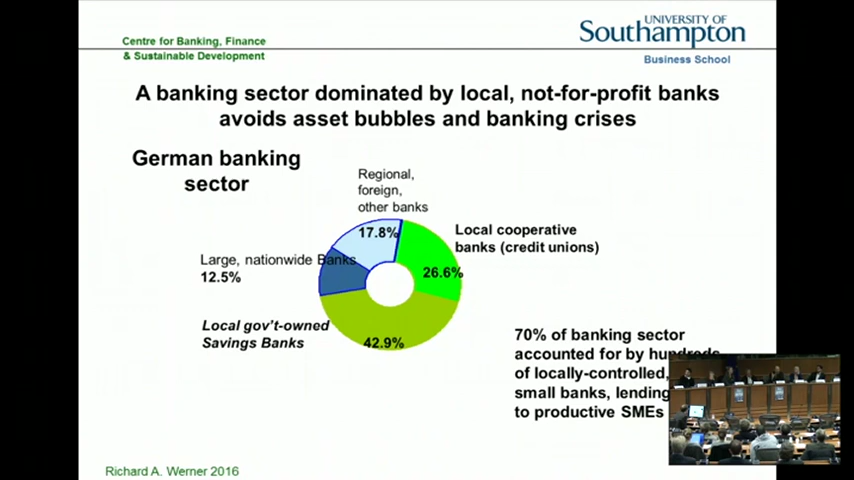 Centre for Banking, Finance
& Sustainable Development
UNIVERSITY OF
Southampton
Business School
A banking sector dominated by local, not-for-profit banks
avoids asset bubbles and banking crises
German banking
sector
Regional,
foreign,
other banks
17.8%
Local cooperative
banks (credit unions)
26.6%
Large, nationwide Banks
12.5%
Local gov't-owned
Savings Banks
42.9%
70% of banking sector
accounted for by hundreds
of locally-controlled,
small banks, lending
to productive SMEs
Richard A. Werner 2016